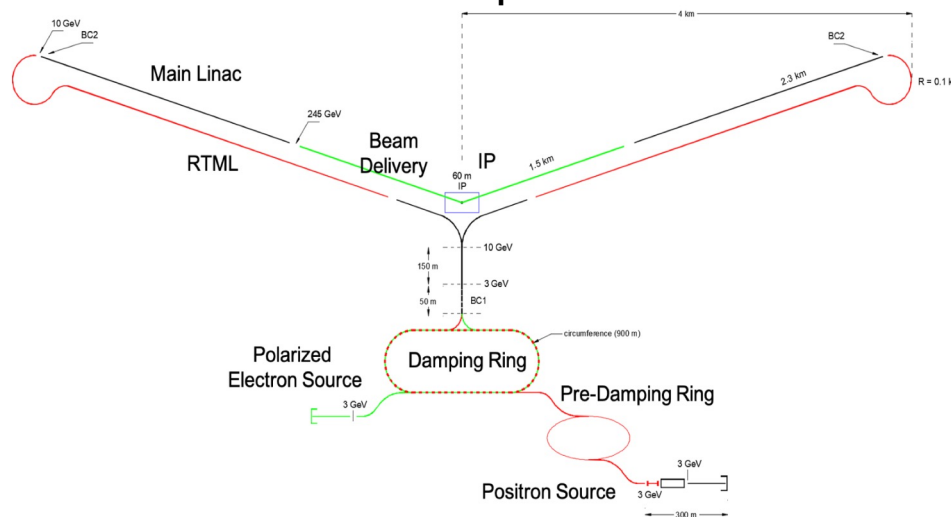 4 km
10 GeV
BC2
BC2
Main Linac
2.3 km
R = 0.1 k
245 GeV
Beam
Delivery
IP
RTML
1.5 km
60 m
IP
10 GeV
150 m
3 GeV
50 m
BC1
circumference (900 m)
Polarized
Electron Source
Damping Ring
3 GeV
Pre-Damping Ring
3 GeV
Positron Source
3 GeV
300 m